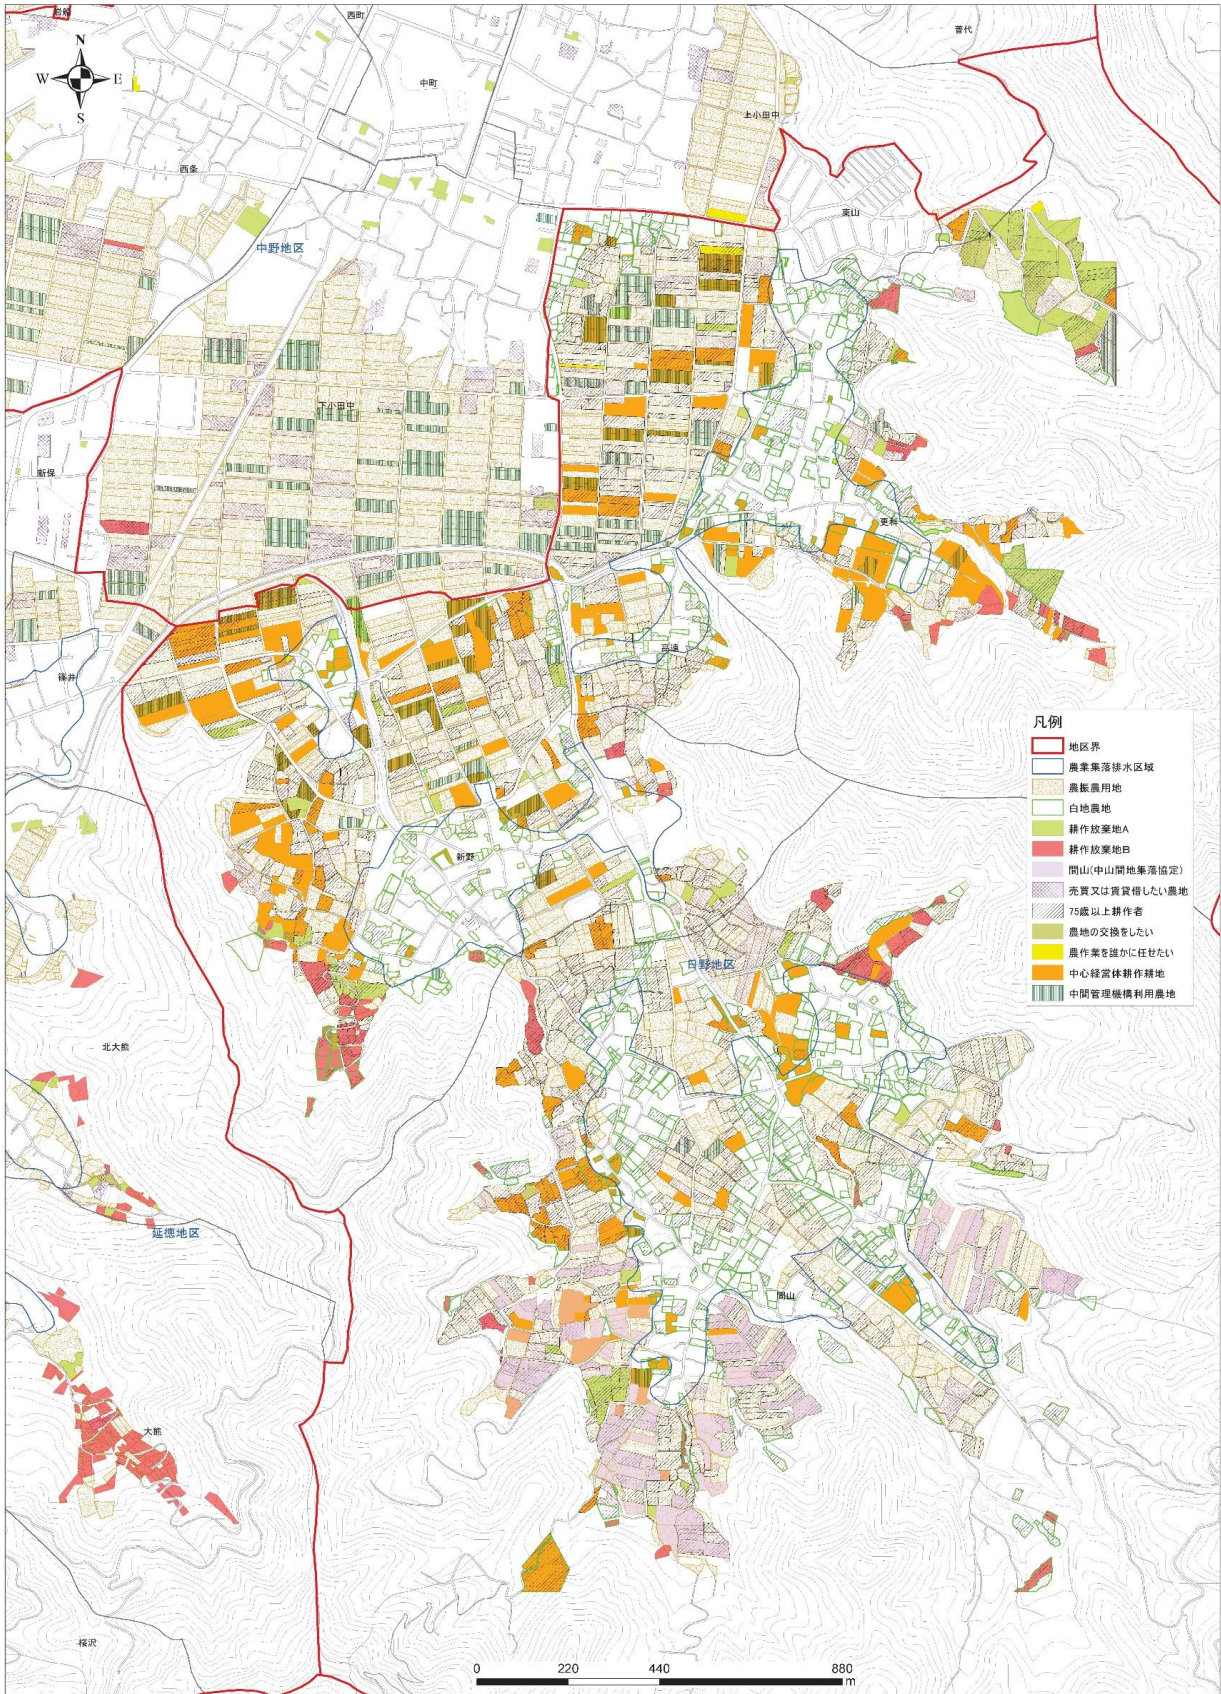 岩船
西町
普代
N
W E
S
中町
上小田中
西条
東山
中野地区
下小田中
新保
更科
高遠
篠井
凡例
地区界
農業集落排水区域
農振農用地
白地農地
耕作放棄地A
耕作放棄地B
間山(中山間地集落協定)
売買又は賃貸借したい農地
75歳以上耕作者
農地の交換をしたい
農作業を誰かに任せたい
中心経営体耕作耕地
中間管理機構利用農地
新野
日野地区
北大熊
延徳地区
間山
大熊
桜沢
0 220 440 880
m